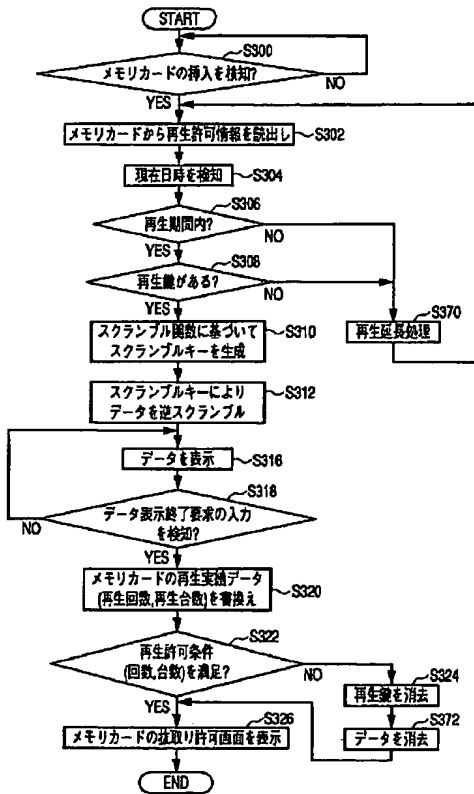 START
S300
メモリカードの挿入を検知?
NO
YES
メモリカードから再生許可情報を読出し
S302
現在日時を検知
S304
S306
再生期間内?
NO
YES
S308
再生鍵がある?
NO
YES
S310
スクランブル関数に基づいて
スクランブルキーを生成
S370
再生延長処理
S312
スクランブルキーにより
データを逆スクランブル
データを表示
S316
S318
データ表示終了要求の入力
を検知?
NO
YES
メモリカードの再生実績データ
(再生回数,再生台数)を書換え
S320
S322
再生許可条件
(回数,台数)を満足?
NO
YES
S324
再生鍵を消去
S372
データを消去
S326
メモリカードの抜取り許可画面を表示
END